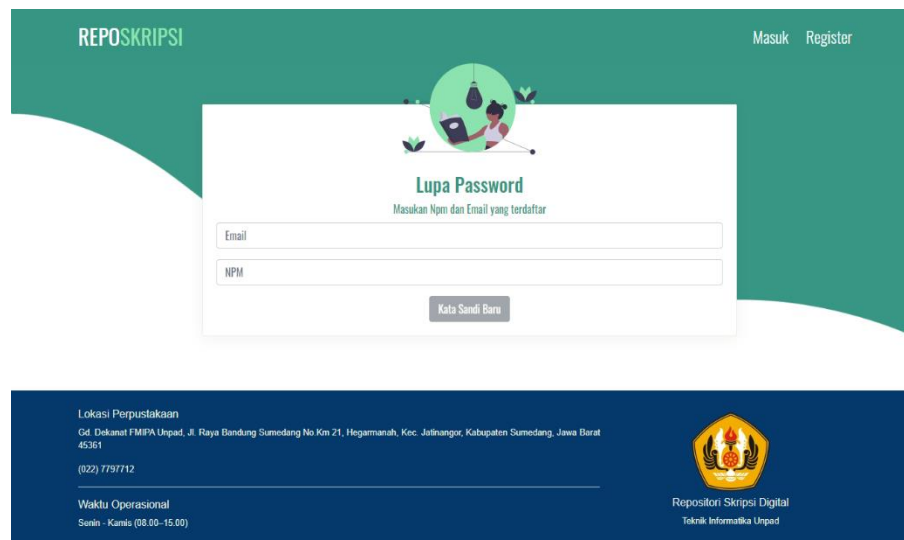 REPOSKRIPSI
Masuk Register
Lupa Password
Masukan Npm dan Email yang terdaftar
Email
NPM
Kata Sandi Baru
Lokasi Perpustakaan
Gd. Dekanat FMIPA Unpad, Jl. Raya Bandung Sumedang No.Km 21, Hegarmanah, Kec. Jatinangor, Kabupaten Sumedang, Jawa Barat
45361
(022) 7797712
Waktu Operasional
Senin - Kamis (08.00–15.00)
Repositori Skripsi Digital
Teknik Informatika Unpad